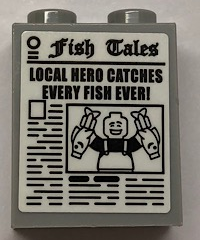 Fish Tales
LOCAL HERO CATCHES
EVERY FISH EVER!